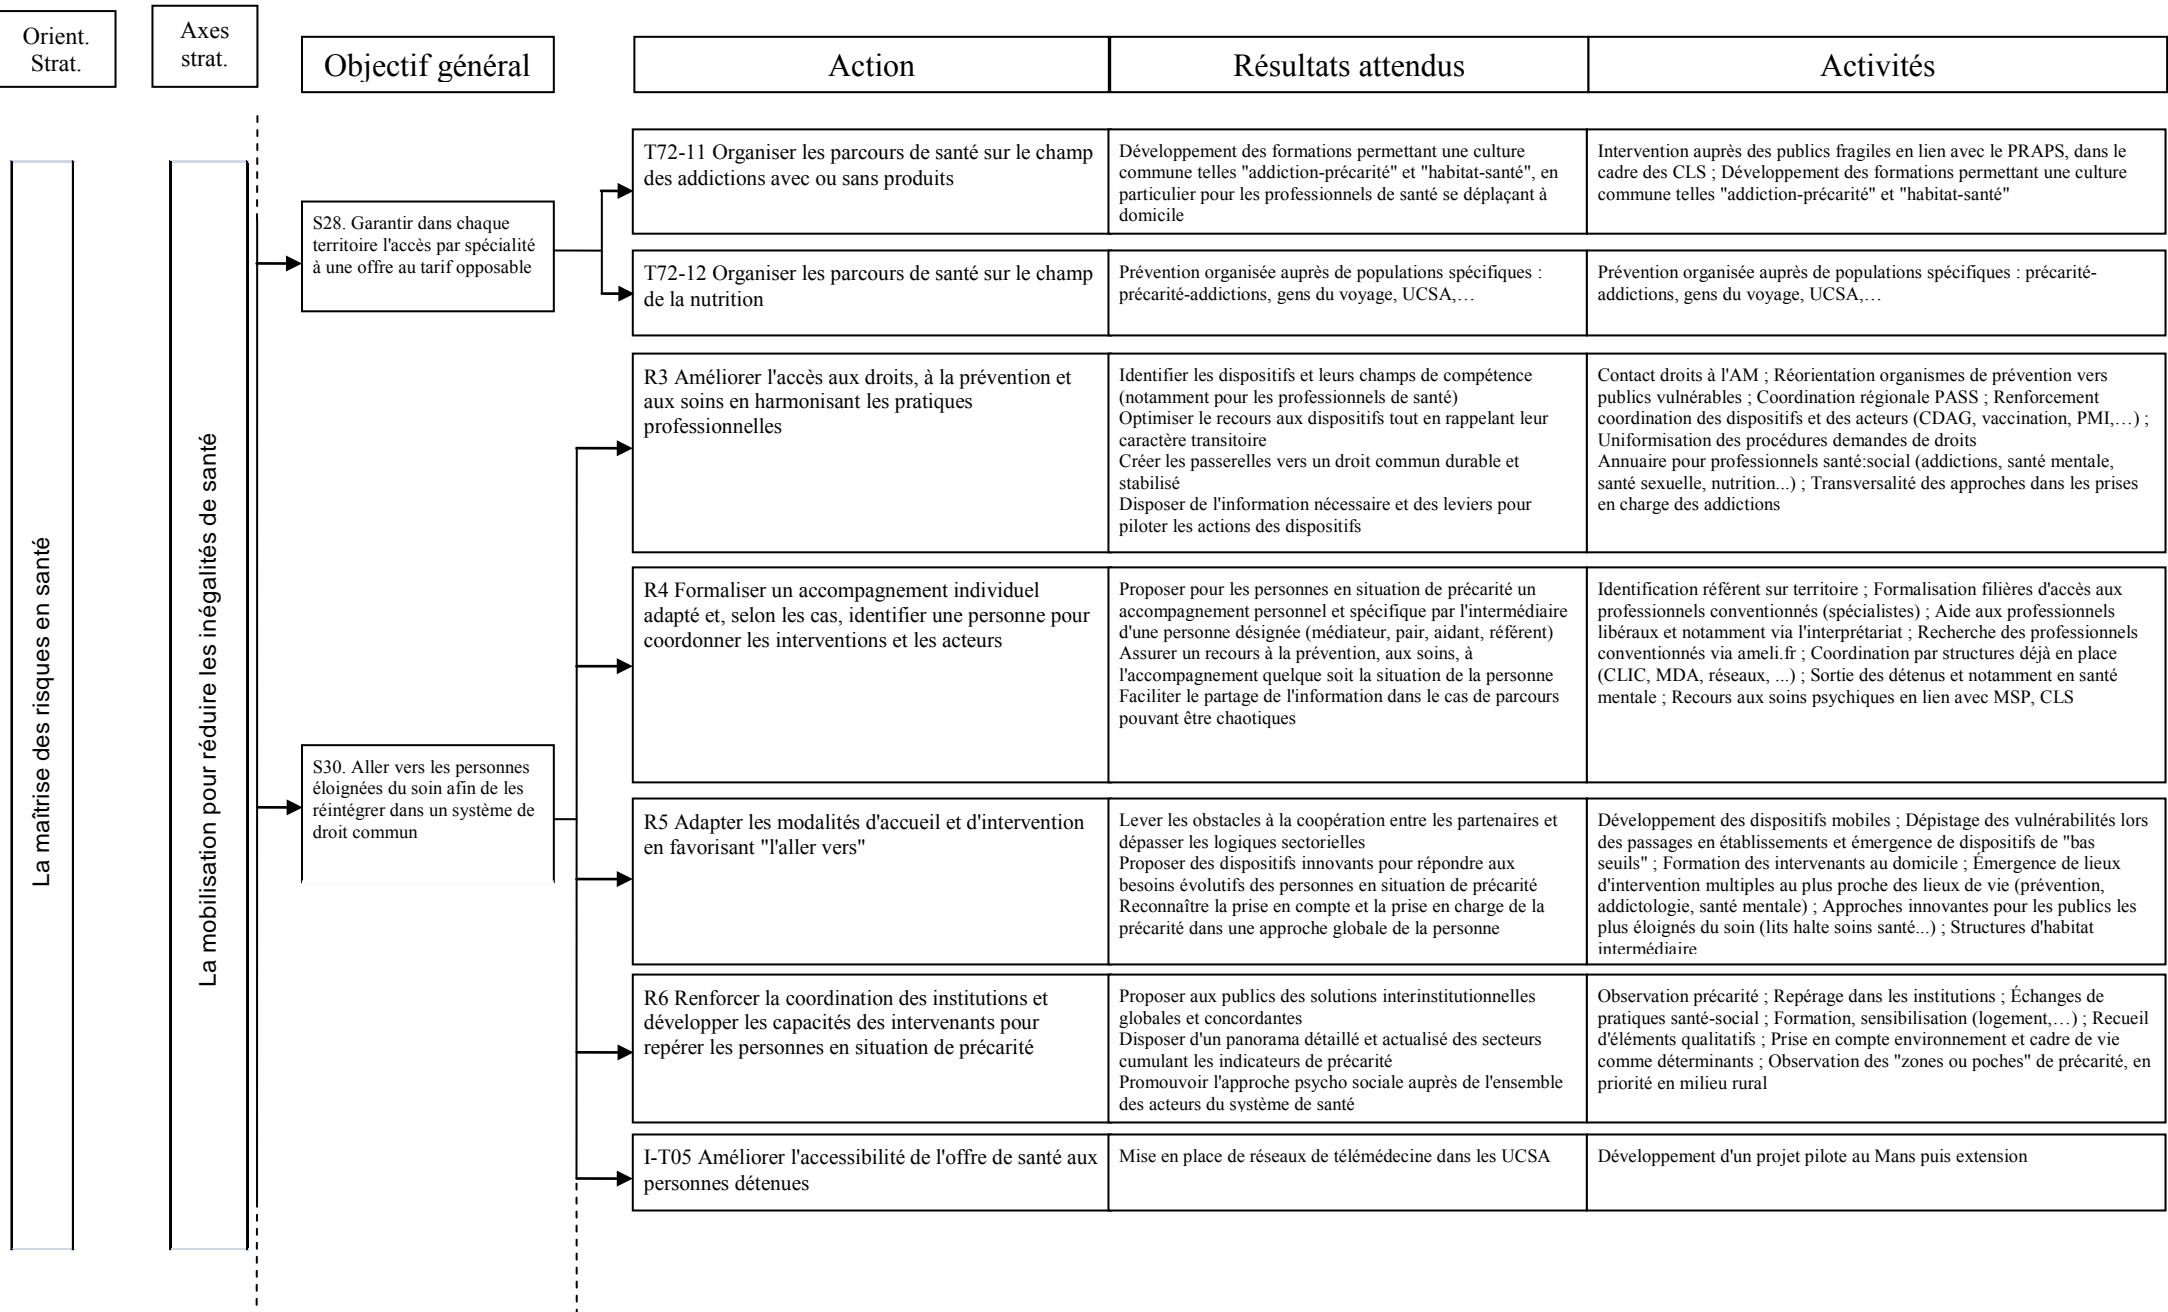 Orient.
Strat.
Axes
strat.
Objectif général
Action
Résultats attendus
Activités
La maîtrise des risques en santé
La mobilisation pour réduire les inégalités de santé
S28. Garantir dans chaque
territoire l'accès par spécialité
à une offre au tarif opposable
T72-11 Organiser les parcours de santé sur le champ
des addictions avec ou sans produits
Développement des formations permettant une culture
commune telles "addiction-précarité" et "habitat-santé", en
particulier pour les professionnels de santé se déplaçant à
domicile
Intervention auprès des publics fragiles en lien avec le PRAPS, dans le
cadre des CLS ; Développement des formations permettant une culture
commune telles "addiction-précarité" et "habitat-santé"
T72-12 Organiser les parcours de santé sur le champ
de la nutrition
Prévention organisée auprès de populations spécifiques :
précarité-addictions, gens du voyage, UCSA,…
Prévention organisée auprès de populations spécifiques : précarité-
addictions, gens du voyage, UCSA,…
S30. Aller vers les personnes
éloignées du soin afin de les
réintégrer dans un système de
droit commun
R3 Améliorer l'accès aux droits, à la prévention et
aux soins en harmonisant les pratiques
professionnelles
Identifier les dispositifs et leurs champs de compétence
(notamment pour les professionnels de santé)
Optimiser le recours aux dispositifs tout en rappelant leur
caractère transitoire
Créer les passerelles vers un droit commun durable et
stabilisé
Disposer de l'information nécessaire et des leviers pour
piloter les actions des dispositifs
Contact droits à l'AM ; Réorientation organismes de prévention vers
publics vulnérables ; Coordination régionale PASS ; Renforcement
coordination des dispositifs et des acteurs (CDAG, vaccination, PMI,…) ;
Uniformisation des procédures demandes de droits
Annuaire pour professionnels santé:social (addictions, santé mentale,
santé sexuelle, nutrition...) ; Transversalité des approches dans les prises
en charge des addictions
R4 Formaliser un accompagnement individuel
adapté et, selon les cas, identifier une personne pour
coordonner les interventions et les acteurs
Proposer pour les personnes en situation de précarité un
accompagnement personnel et spécifique par l'intermédiaire
d'une personne désignée (médiateur, pair, aidant, référent)
Assurer un recours à la prévention, aux soins, à
l'accompagnement quelque soit la situation de la personne
Faciliter le partage de l'information dans le cas de parcours
pouvant être chaotiques
Identification référent sur territoire ; Formalisation filières d'accès aux
professionnels conventionnés (spécialistes) ; Aide aux professionnels
libéraux et notamment via l'interprétariat ; Recherche des professionnels
conventionnés via ameli.fr ; Coordination par structures déjà en place
(CLIC, MDA, réseaux, ...) ; Sortie des détenus et notamment en santé
mentale ; Recours aux soins psychiques en lien avec MSP, CLS
R5 Adapter les modalités d'accueil et d'intervention
en favorisant "l'aller vers"
Lever les obstacles à la coopération entre les partenaires et
dépasser les logiques sectorielles
Proposer des dispositifs innovants pour répondre aux
besoins évolutifs des personnes en situation de précarité
Reconnaître la prise en compte et la prise en charge de la
précarité dans une approche globale de la personne
Développement des dispositifs mobiles ; Dépistage des vulnérabilités lors
des passages en établissements et émergence de dispositifs de "bas
seuils" ; Formation des intervenants au domicile ; Émergence de lieux
d'intervention multiples au plus proche des lieux de vie (prévention,
addictologie, santé mentale) ; Approches innovantes pour les publics les
plus éloignés du soin (lits halte soins santé...) ; Structures d'habitat
intermédiaire
R6 Renforcer la coordination des institutions et
développer les capacités des intervenants pour
repérer les personnes en situation de précarité
Proposer aux publics des solutions interinstitutionnelles
globales et concordantes
Disposer d'un panorama détaillé et actualisé des secteurs
cumulant les indicateurs de précarité
Promouvoir l'approche psycho sociale auprès de l'ensemble
des acteurs du système de santé
Observation précarité ; Repérage dans les institutions ; Échanges de
pratiques santé-social ; Formation, sensibilisation (logement,…) ; Recueil
d'éléments qualitatifs ; Prise en compte environnement et cadre de vie
comme déterminants ; Observation des "zones ou poches" de précarité, en
priorité en milieu rural
I-T05 Améliorer l'accessibilité de l'offre de santé aux
personnes détenues
Mise en place de réseaux de télémédecine dans les UCSA
Développement d'un projet pilote au Mans puis extension